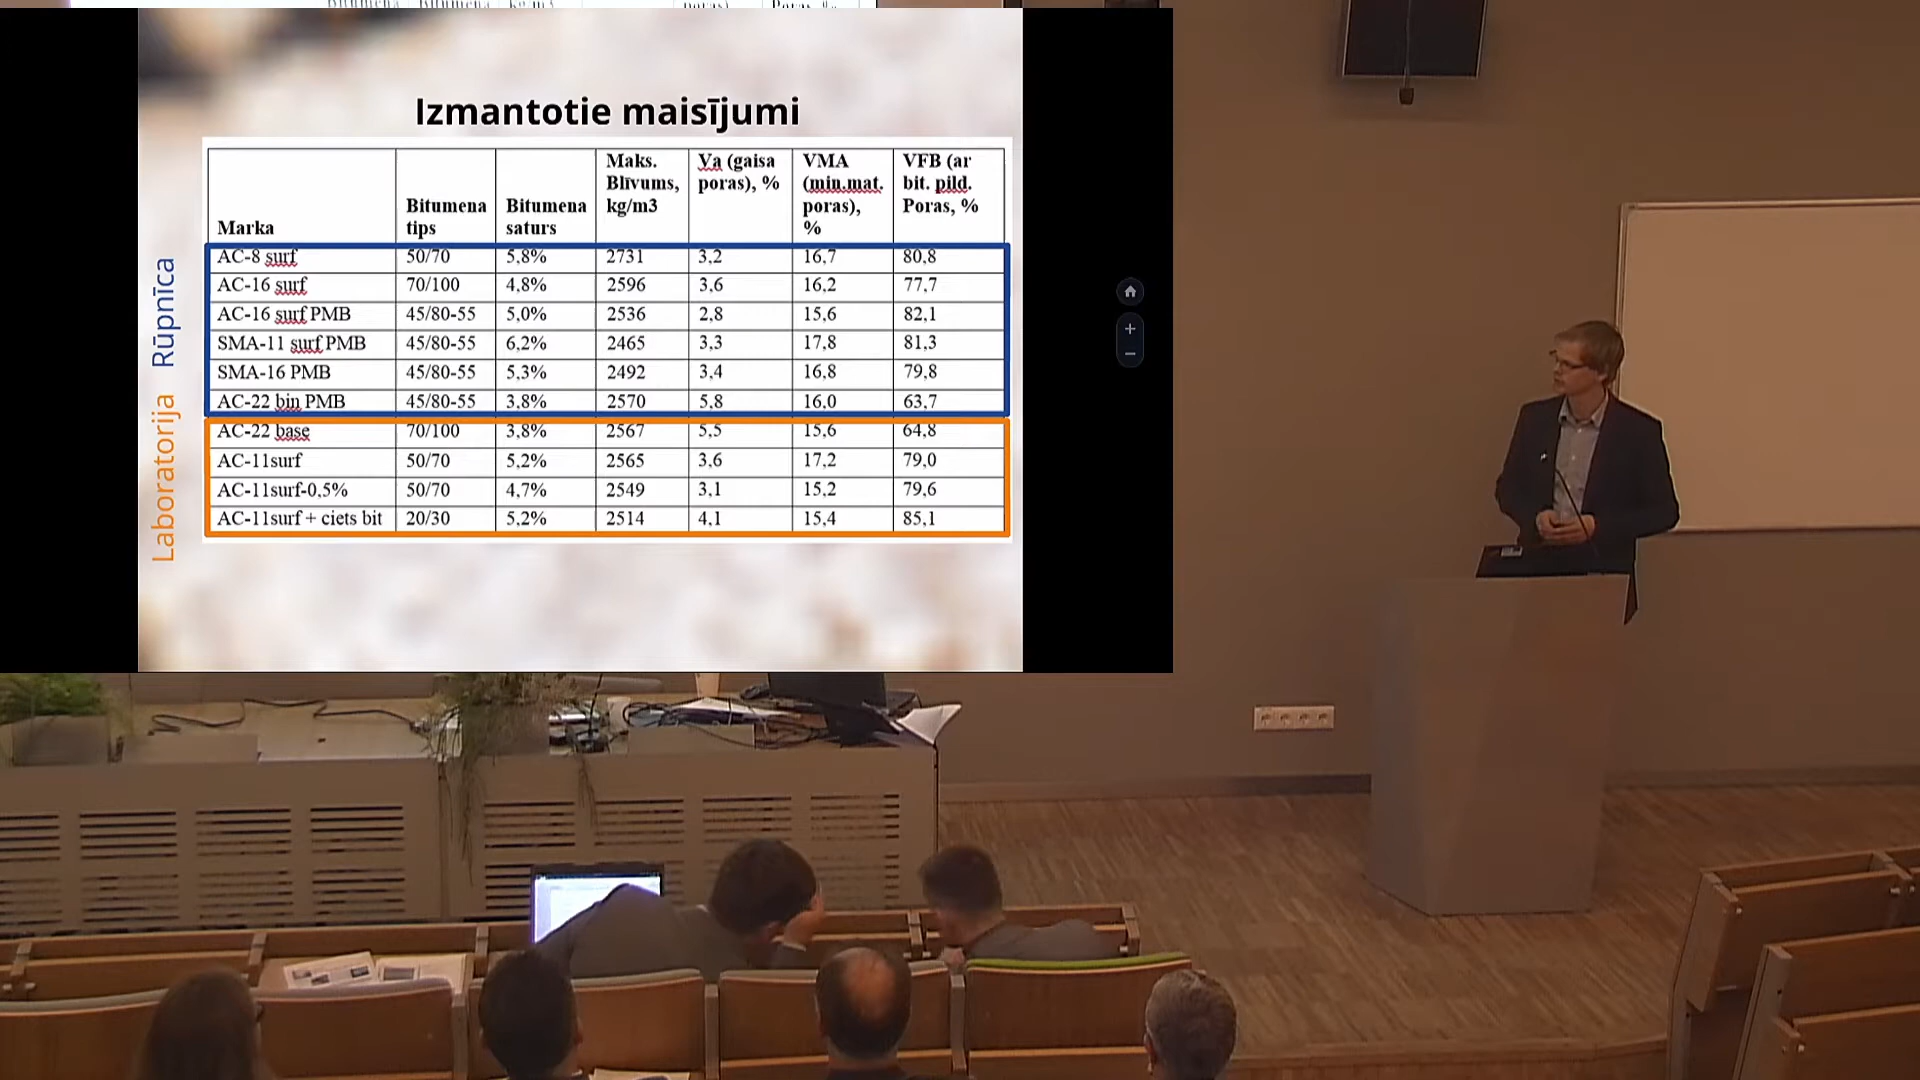 Izmantotie maisījumi
Marka Bitumena tips Bitumena saturs Maks. Blīvums, kg/m3 Va (gaisa poras), % VMA (min.mat. poras), % VFB (ar bit. pild. Poras, %
AC-8 surf 50/70 5,8% 2731 3,2 16,7 80,8
AC-16 surf 70/100 4,8% 2596 3,6 16,2 77,7
AC-16 surf PMB 45/80-55 5,0% 2536 2,8 15,6 82,1
SMA-11 surf PMB 45/80-55 6,2% 2465 3,3 17,8 81,3
SMA-16 PMB 45/80-55 5,3% 2492 3,4 16,8 79,8
AC-22 bin PMB 45/80-55 3,8% 2570 5,8 16,0 63,7
AC-22 base 70/100 3,8% 2567 5,5 15,6 64,8
AC-11surf 50/70 5,2% 2565 3,6 17,2 79,0
AC-11surf-0,5% 50/70 4,7% 2549 3,1 15,2 79,6
AC-11surf + ciets bit 20/30 5,2% 2514 4,1 15,4 85,1
Rūpnīca
Laboratorija